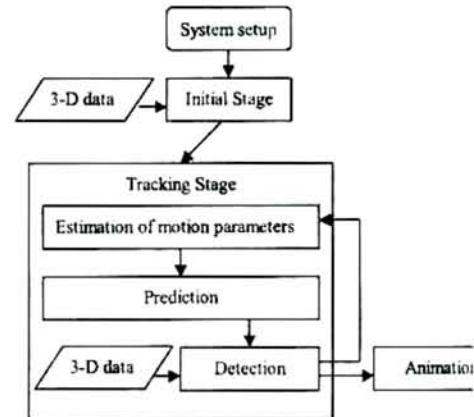 System setup
3-D data
Initial Stage
Tracking Stage
Estimation of motion parameters
Prediction
3-D data
Detection
Animation